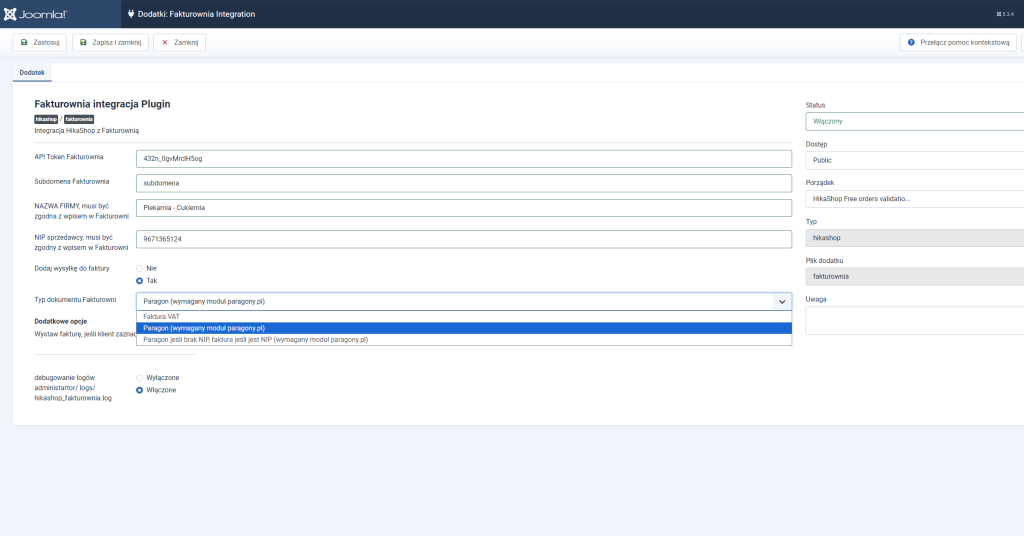 Joomla!
Dodatki: Fakturownia Integration
5.3.4
Zastosuj
Zapisz i zamknij
Zamknij
Przełącz pomoc kontekstową
Dodatek
Fakturownia integracja Plugin
hikashop / fakturownia
Integracja HikaShop z Fakturownią
API Token Fakturownia
432n_0gvMrclH5og
Subdomena Fakturownia
subdomena
NAZWA FIRMY, musi być
zgodna z wpisem w Fakturowni
Piekarnia - Cukiernia
NIP sprzedawcy, musi być
zgodny z wpisem w Fakturowni
9671365124
Dodaj wysyłkę do faktury
Nie
Tak
Typ dokumentu Fakturowni
Paragon (wymagany moduł paragony.pl)
Faktura VAT
Paragon (wymagany moduł paragony.pl)
Paragon jeśli brak NIP, faktura jeśli jest NIP (wymagany moduł paragony.pl)
Dodatkowe opcje
Wystaw fakturę, jeśli klient zaznac
debugowanie logów
administartor/ logs/
hikashop_fakturownia.log
Wyłączone
Włączone
Status
Włączony
Dostęp
Public
Porządek
HikaShop Free orders validatio...
Typ
hikashop
Plik dodatku
fakturownia
Uwaga